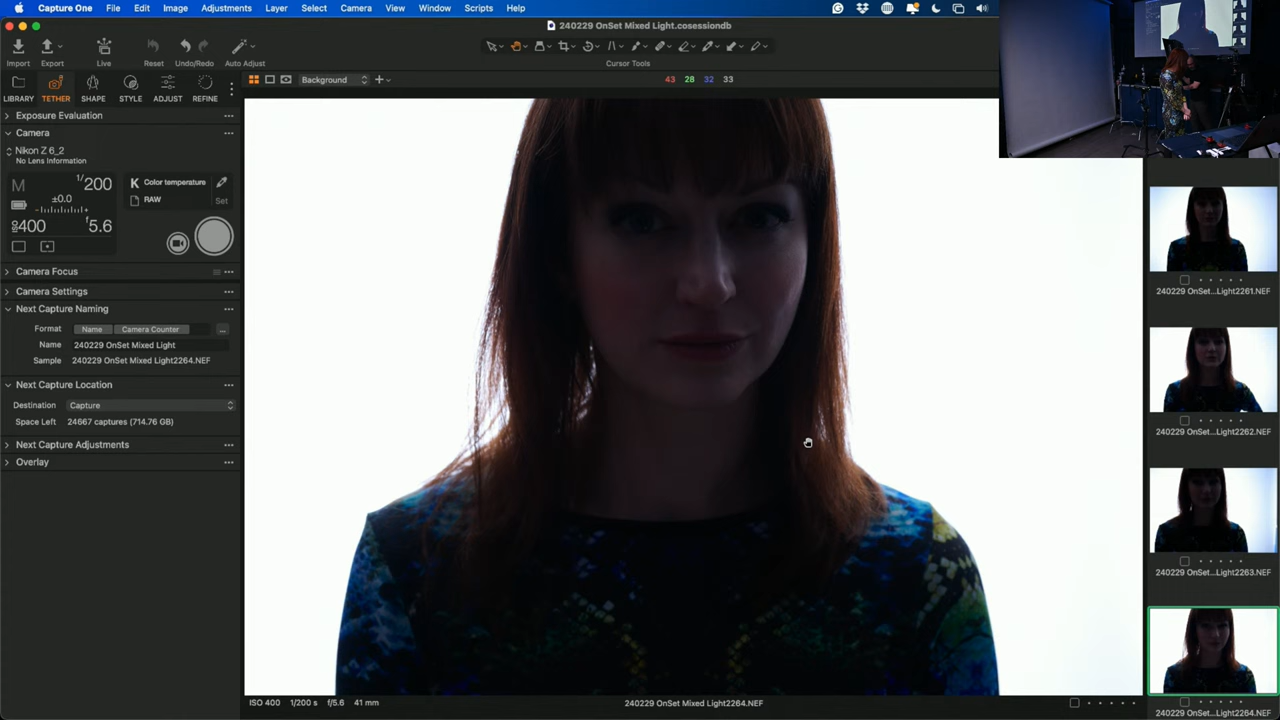 Capture One File Edit Image Adjustments Layer Select Camera View Window Scripts Help
240229 OnSet Mixed Light.cosessiondb
Import Export Live Reset Undo/Redo Auto Adjust Cursor Tools
Background 43 28 32 33
LIBRARY TETHER SHAPE STYLE ADJUST REFINE
Exposure Evaluation
Camera
Nikon Z 6_2
No Lens Information
M 1/200 K Color temperature
±0.0 RAW Set
ISO 400 f 5.6
Camera Focus
Camera Settings
Next Capture Naming
Format Name Camera Counter ...
Name 240229 OnSet Mixed Light
Sample 240229 OnSet Mixed Light2264.NEF
Next Capture Location
Destination Capture
Space Left 24667 captures (714.76 GB)
Next Capture Adjustments
Overlay
240229 OnSet...Light2261.NEF
240229 OnSet...Light2262.NEF
240229 OnSet...Light2263.NEF
240229 OnSet...Light2264.NEF
ISO 400 1/200 s f/5.6 41 mm 240229 OnSet Mixed Light2264.NEF